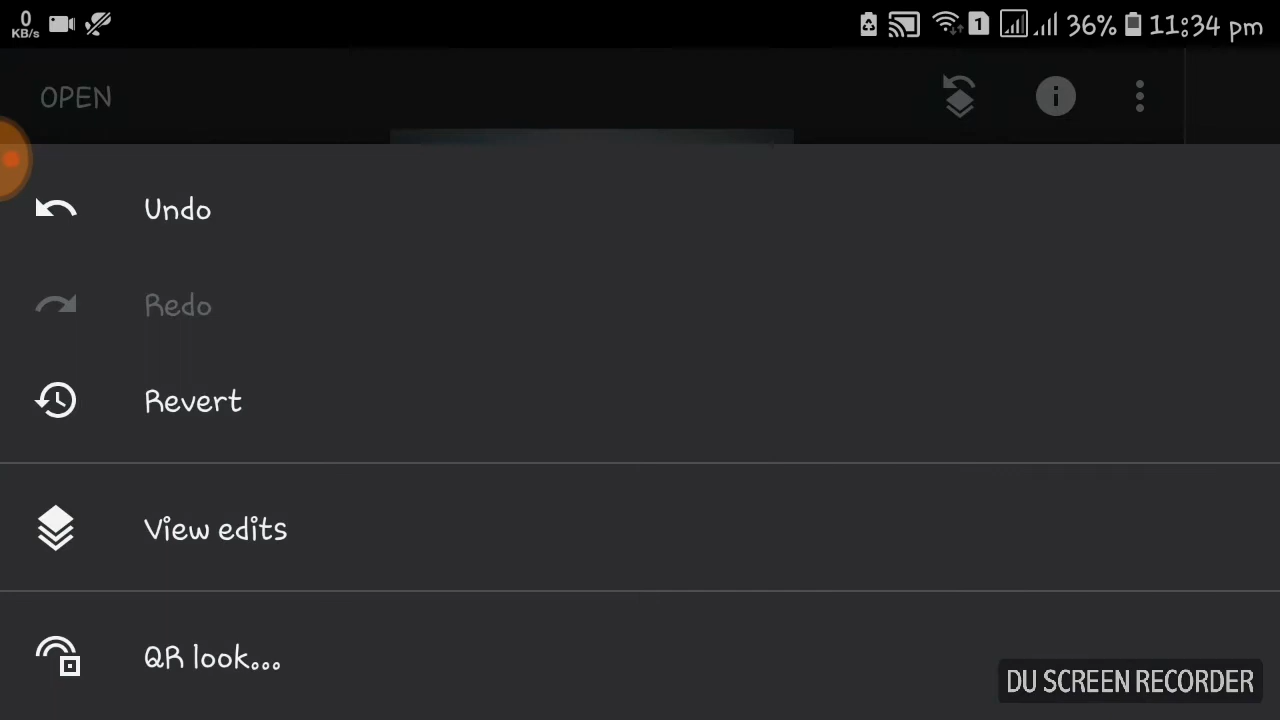 0
KB/s
1
36%
11:34 pm
OPEN
Undo
Redo
Revert
View edits
QR look...
DU SCREEN RECORDER